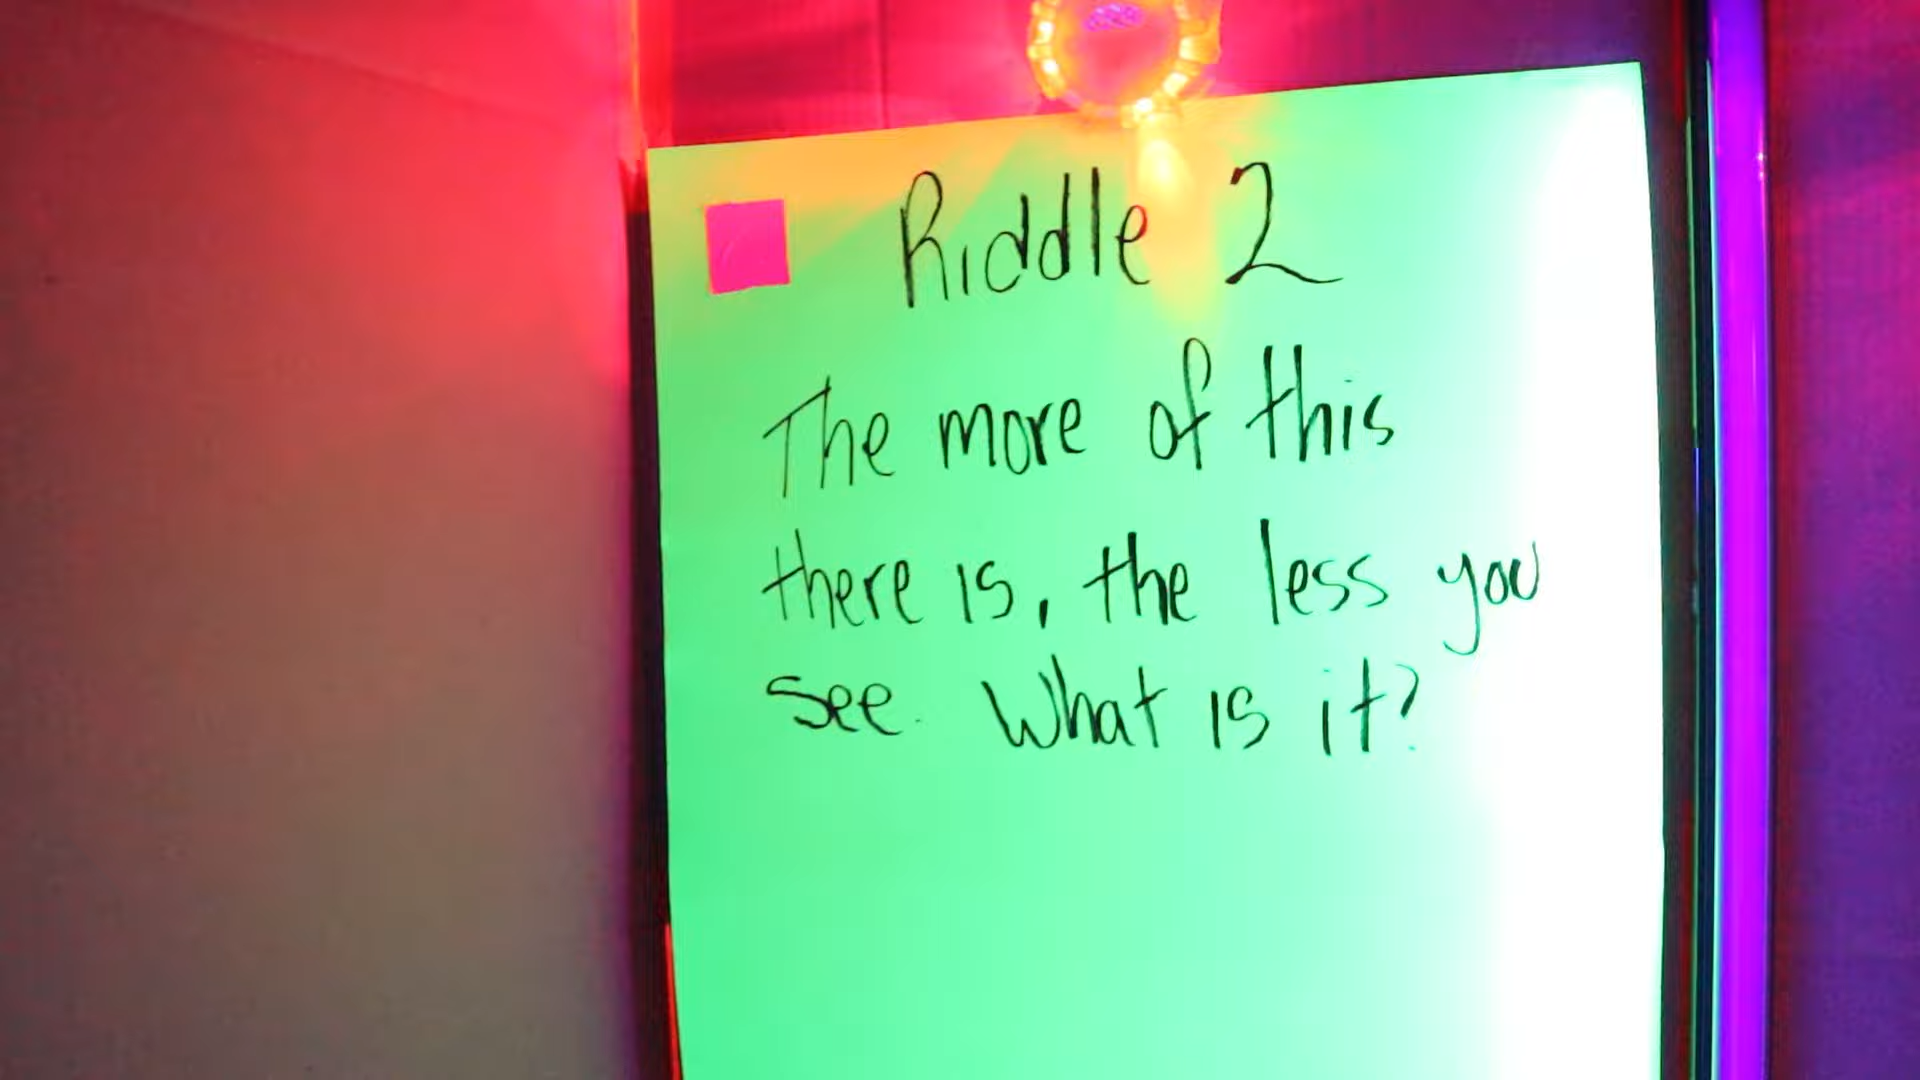 Riddle 2
The more of this
there is, the less you
see. What is it?